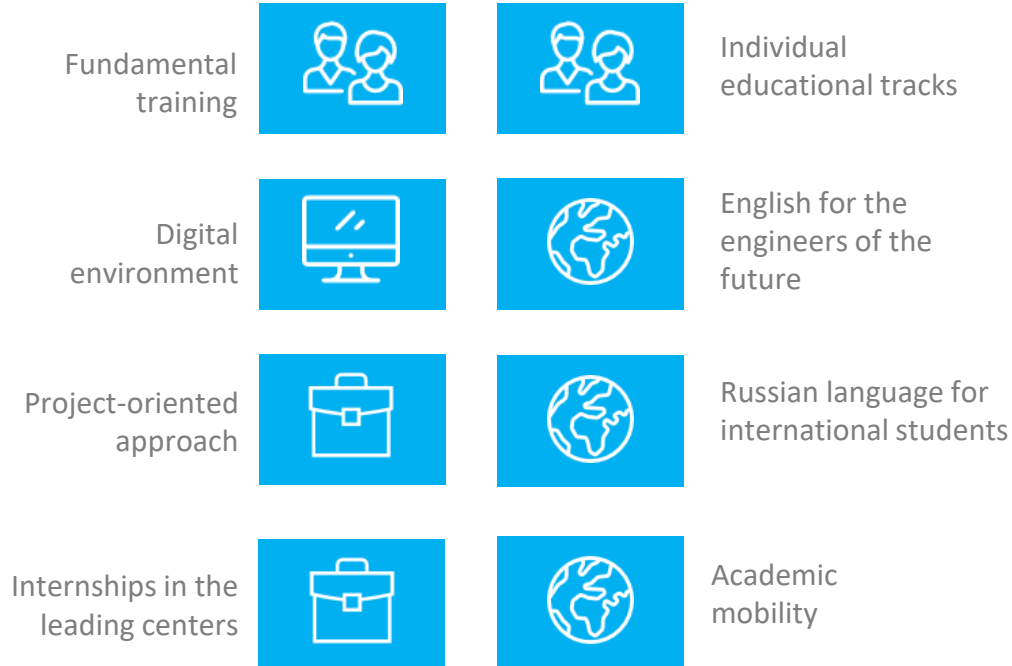 Fundamental
training
Individual
educational tracks
Digital
environment
English for the
engineers of the
future
Project-oriented
approach
Russian language for
international students
Internships in the
leading centers
Academic
mobility